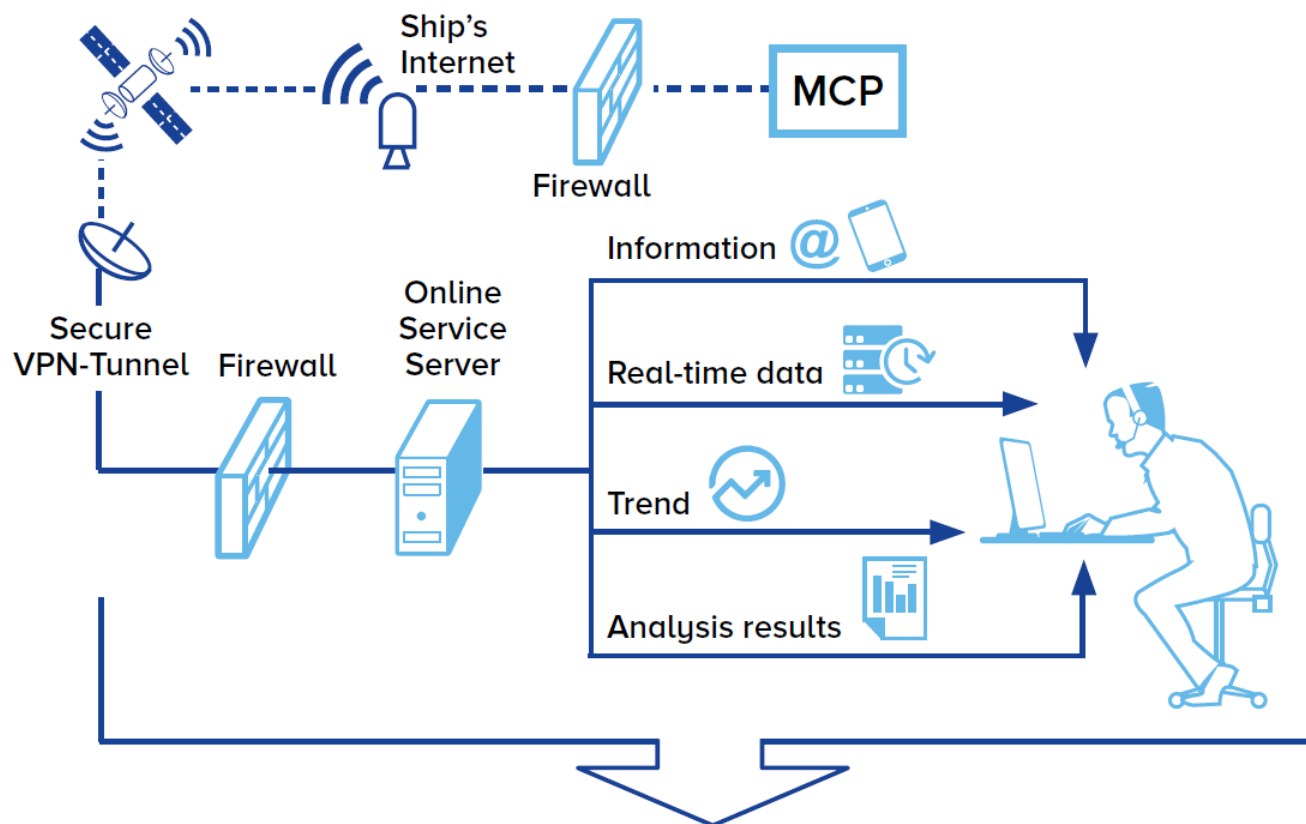 Ship's
Internet
MCP
Firewall
Information
@
Online
Service
Server
Secure
VPN-Tunnel
Firewall
Real-time data
Trend
Analysis results